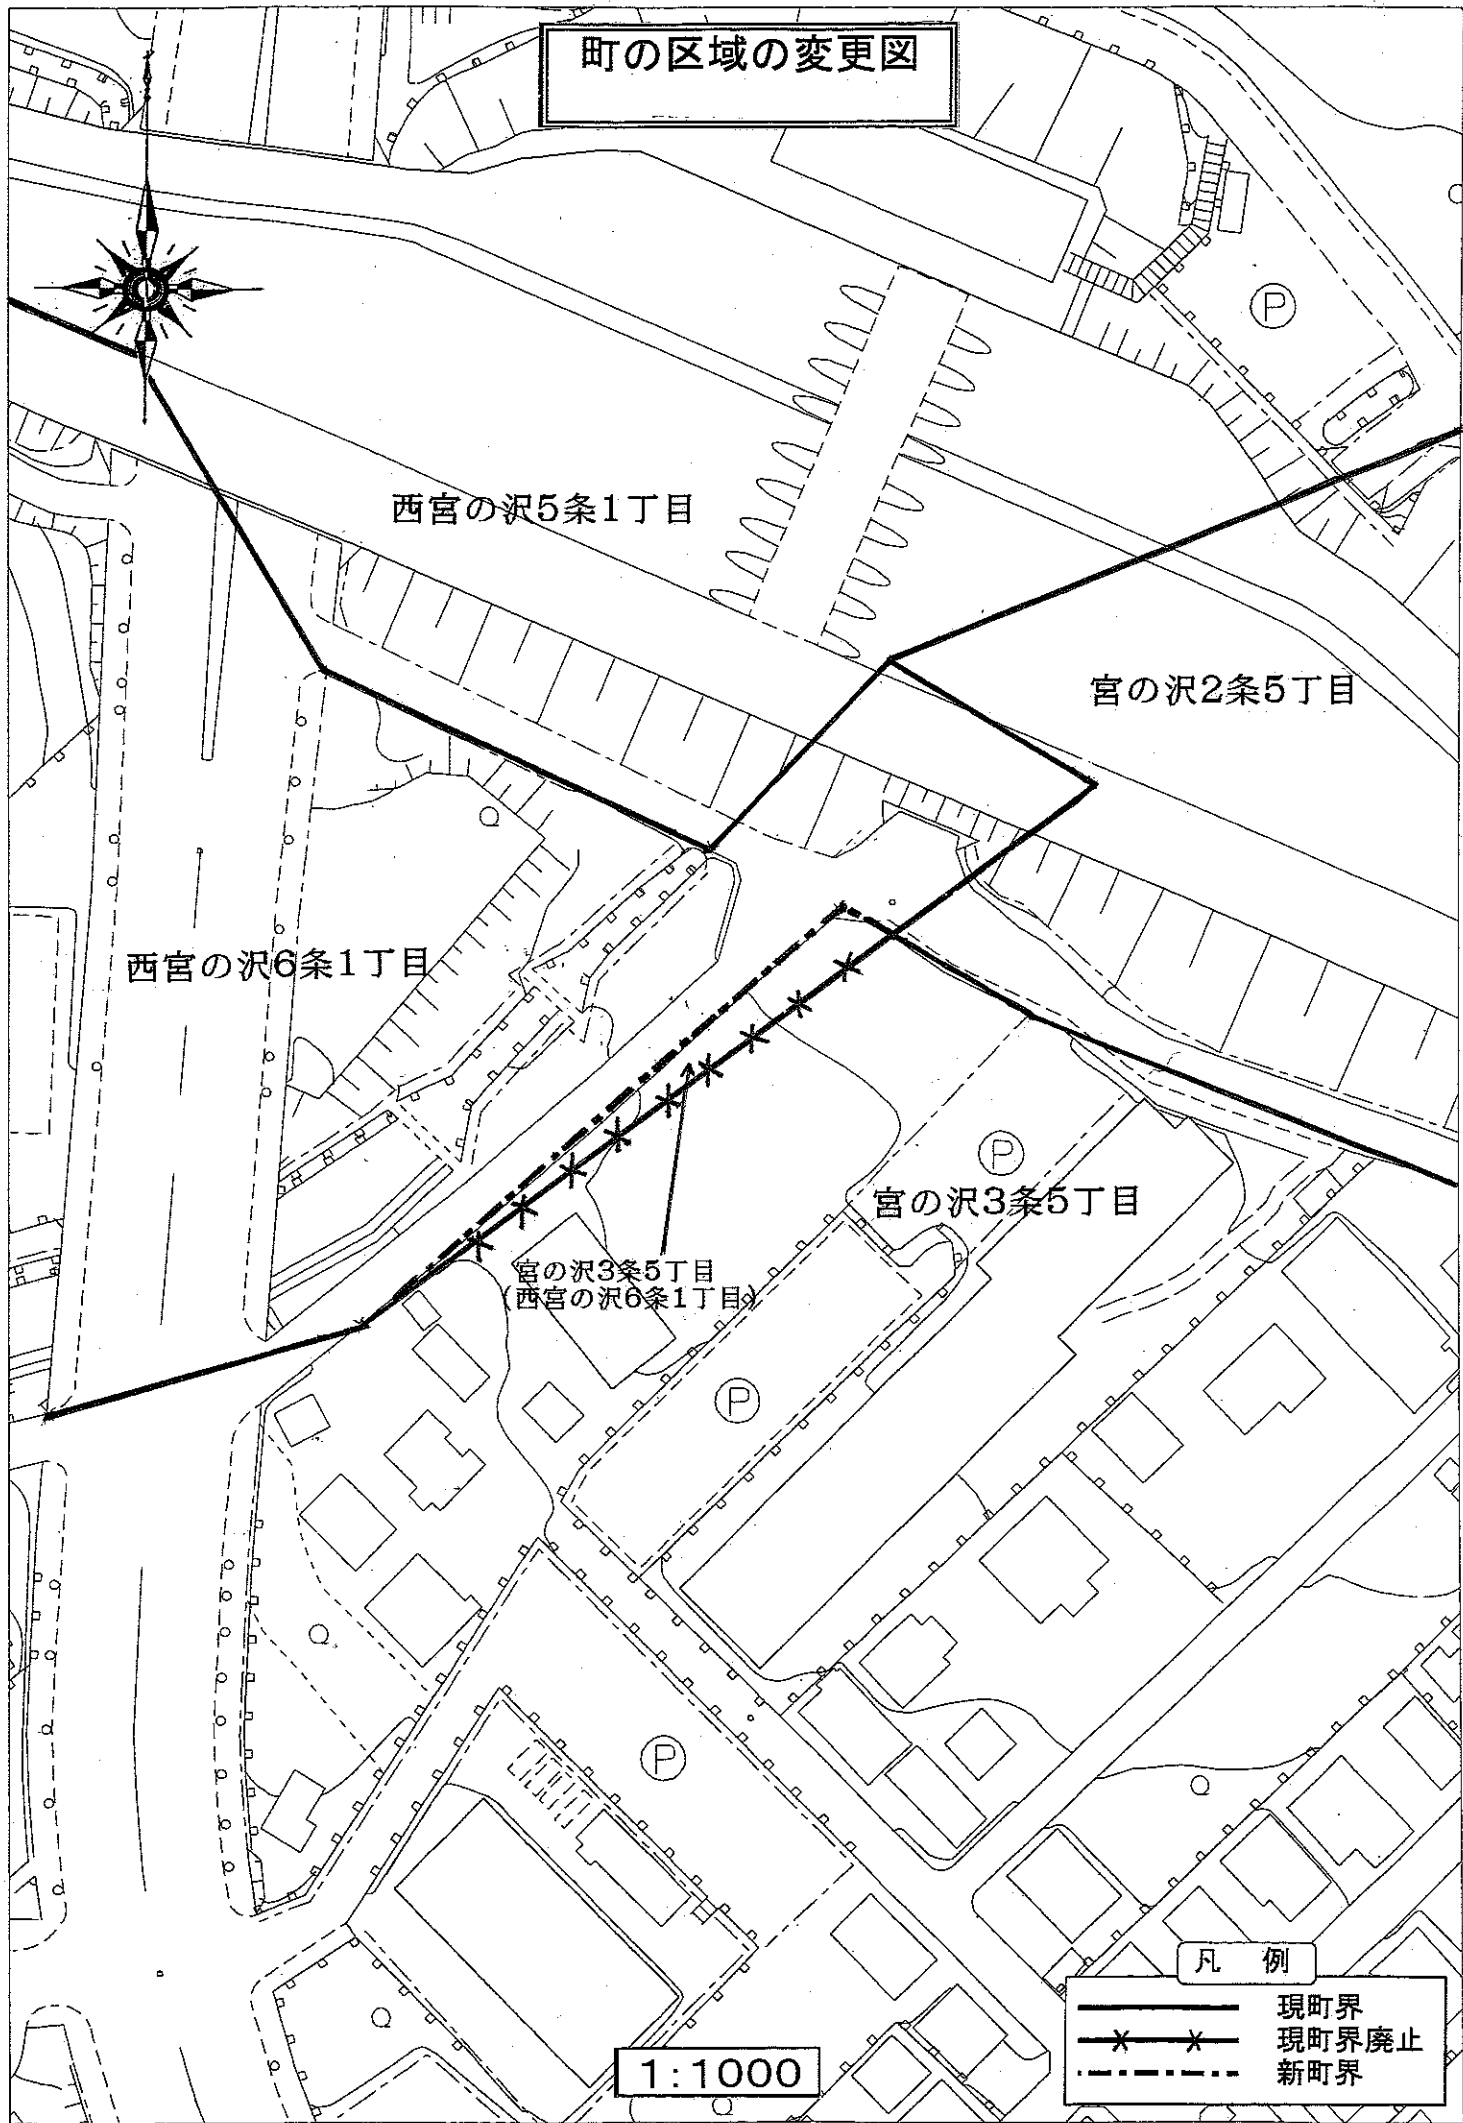 町の区域の変更図
P
西宮の沢5条1丁目
宮の沢2条5丁目
西宮の沢6条1丁目
P
宮の沢3条5丁目
宮の沢3条5丁目
(西宮の沢6条1丁目)
P
P
凡 例
現町界
現町界廃止
新町界
1:1000